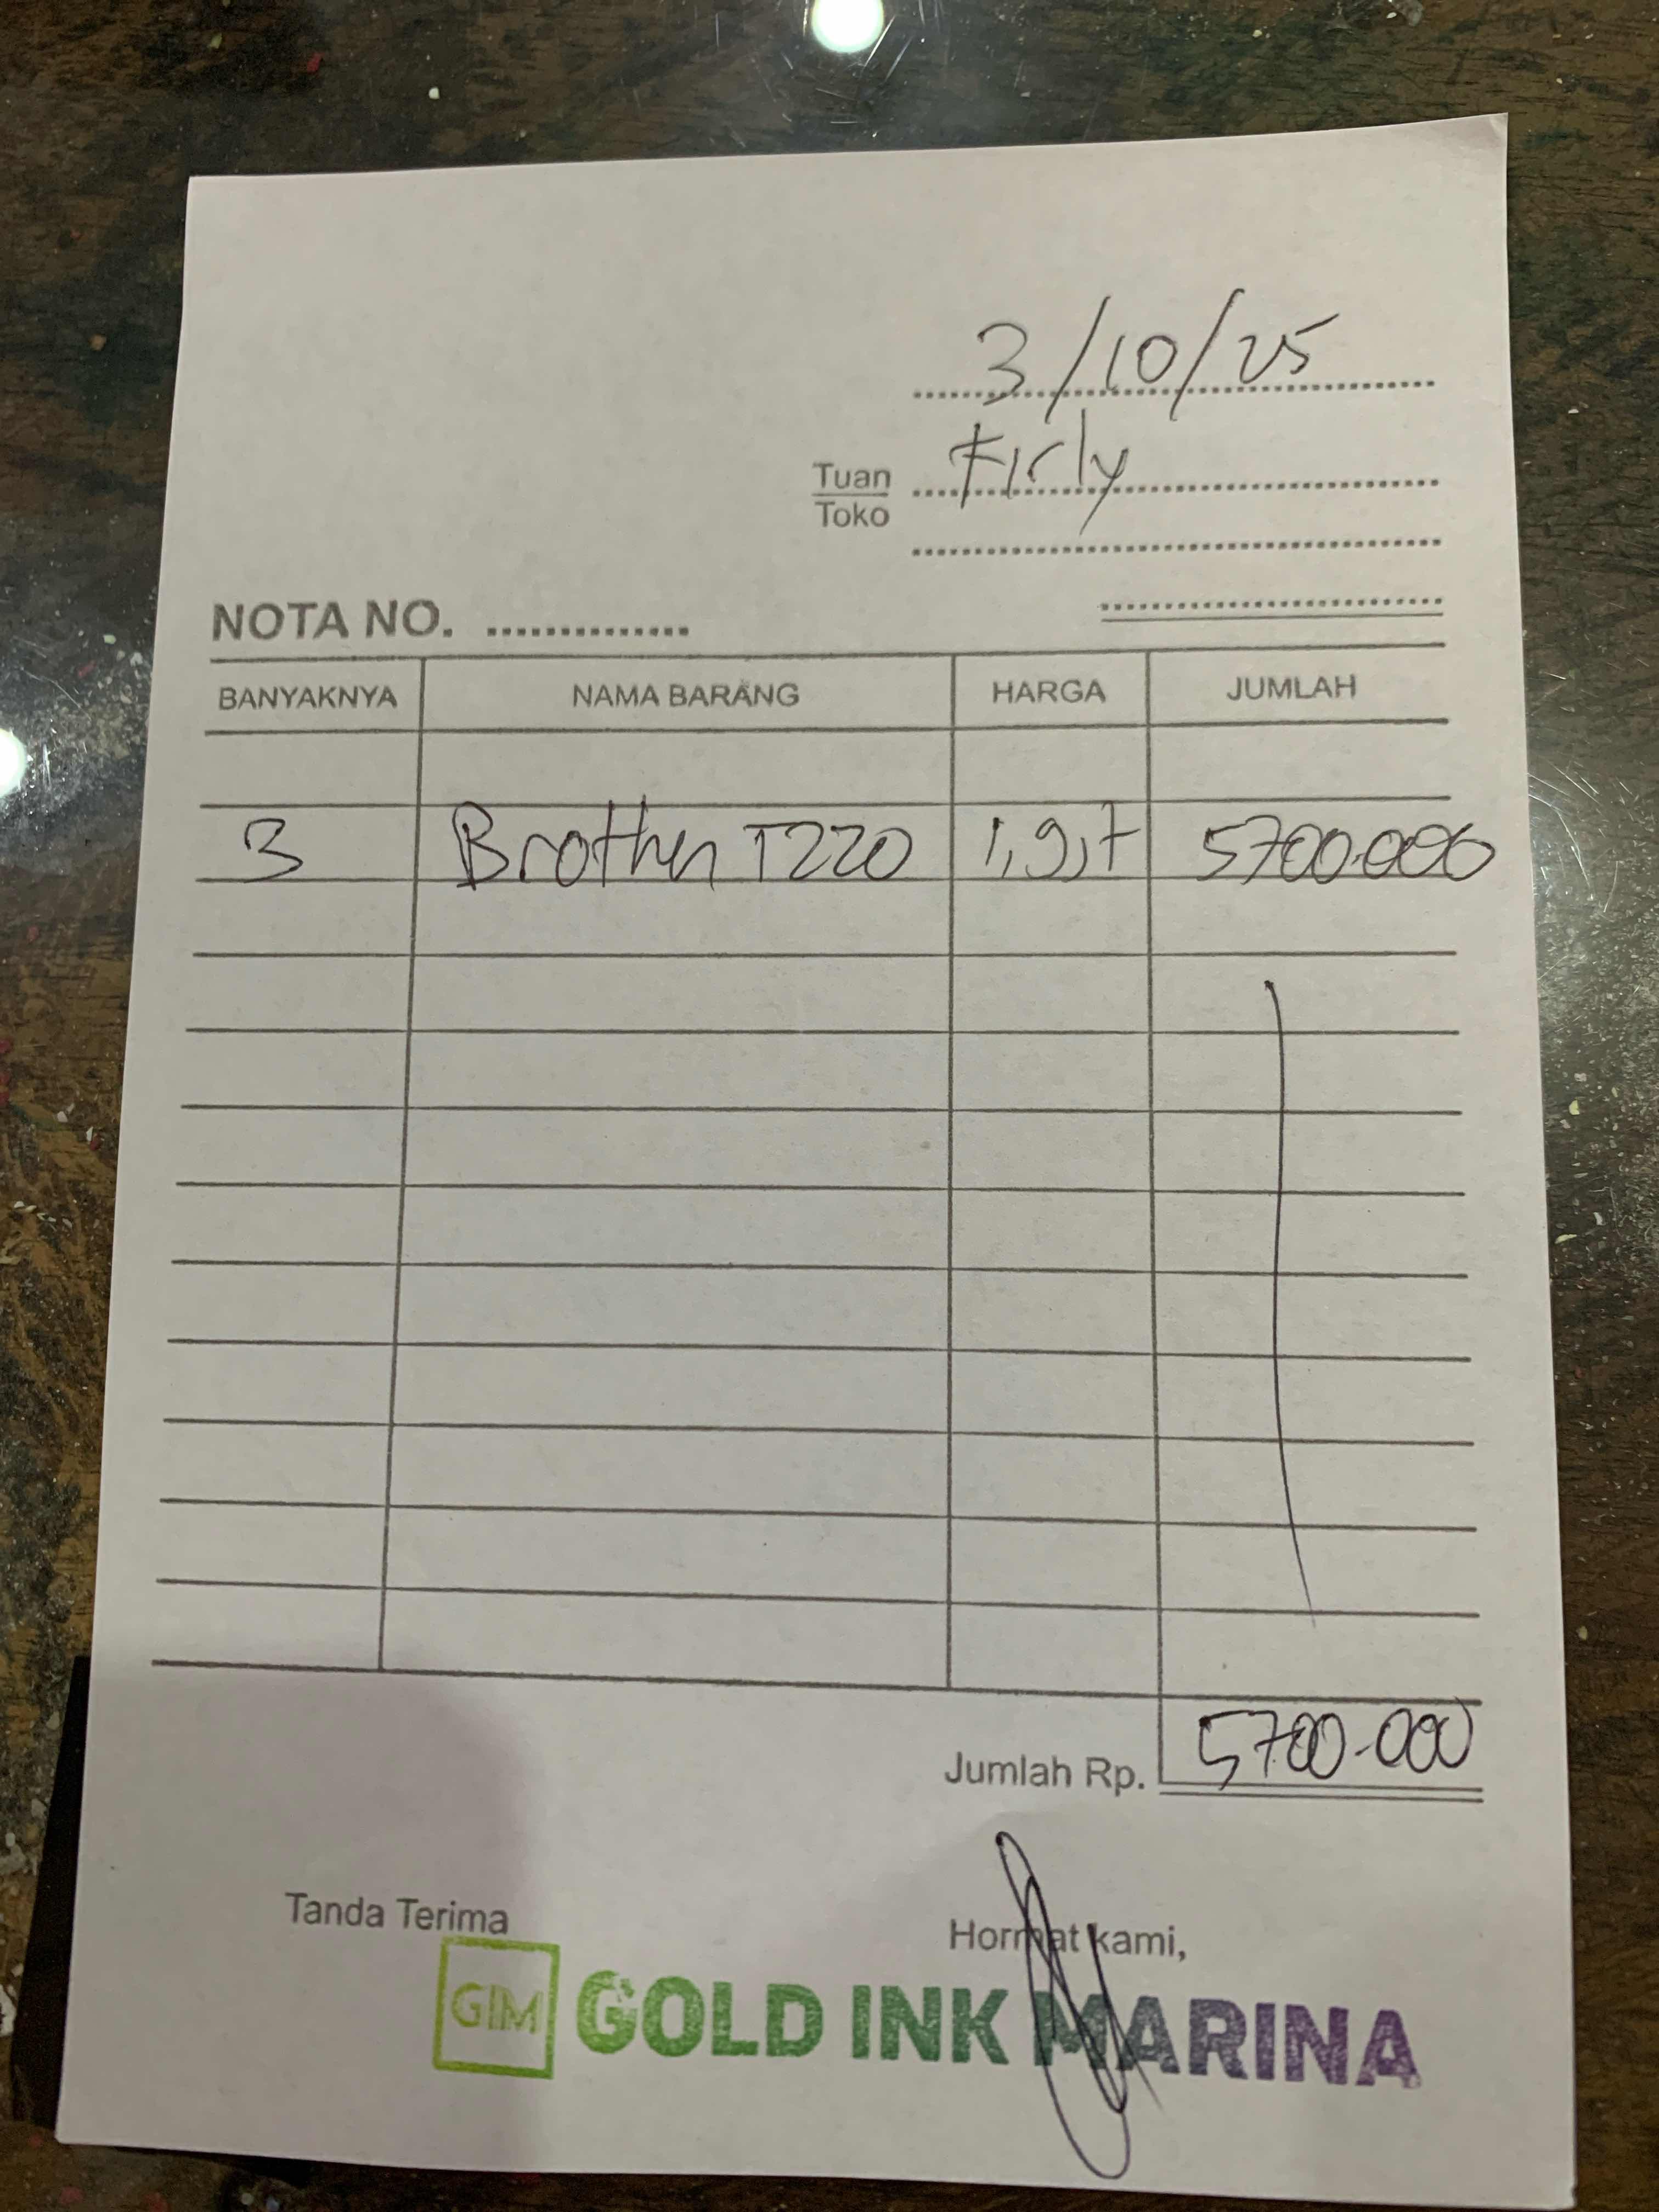 3/10/25
Tuan Firly
Toko
NOTA NO. ..............
BANYAKNYA NAMA BARANG HARGA JUMLAH
3 Brother T220 1,9jt 5700.000
Jumlah Rp. 5700.000
Tanda Terima Hormat kami,
GIM GOLD INK MARINA